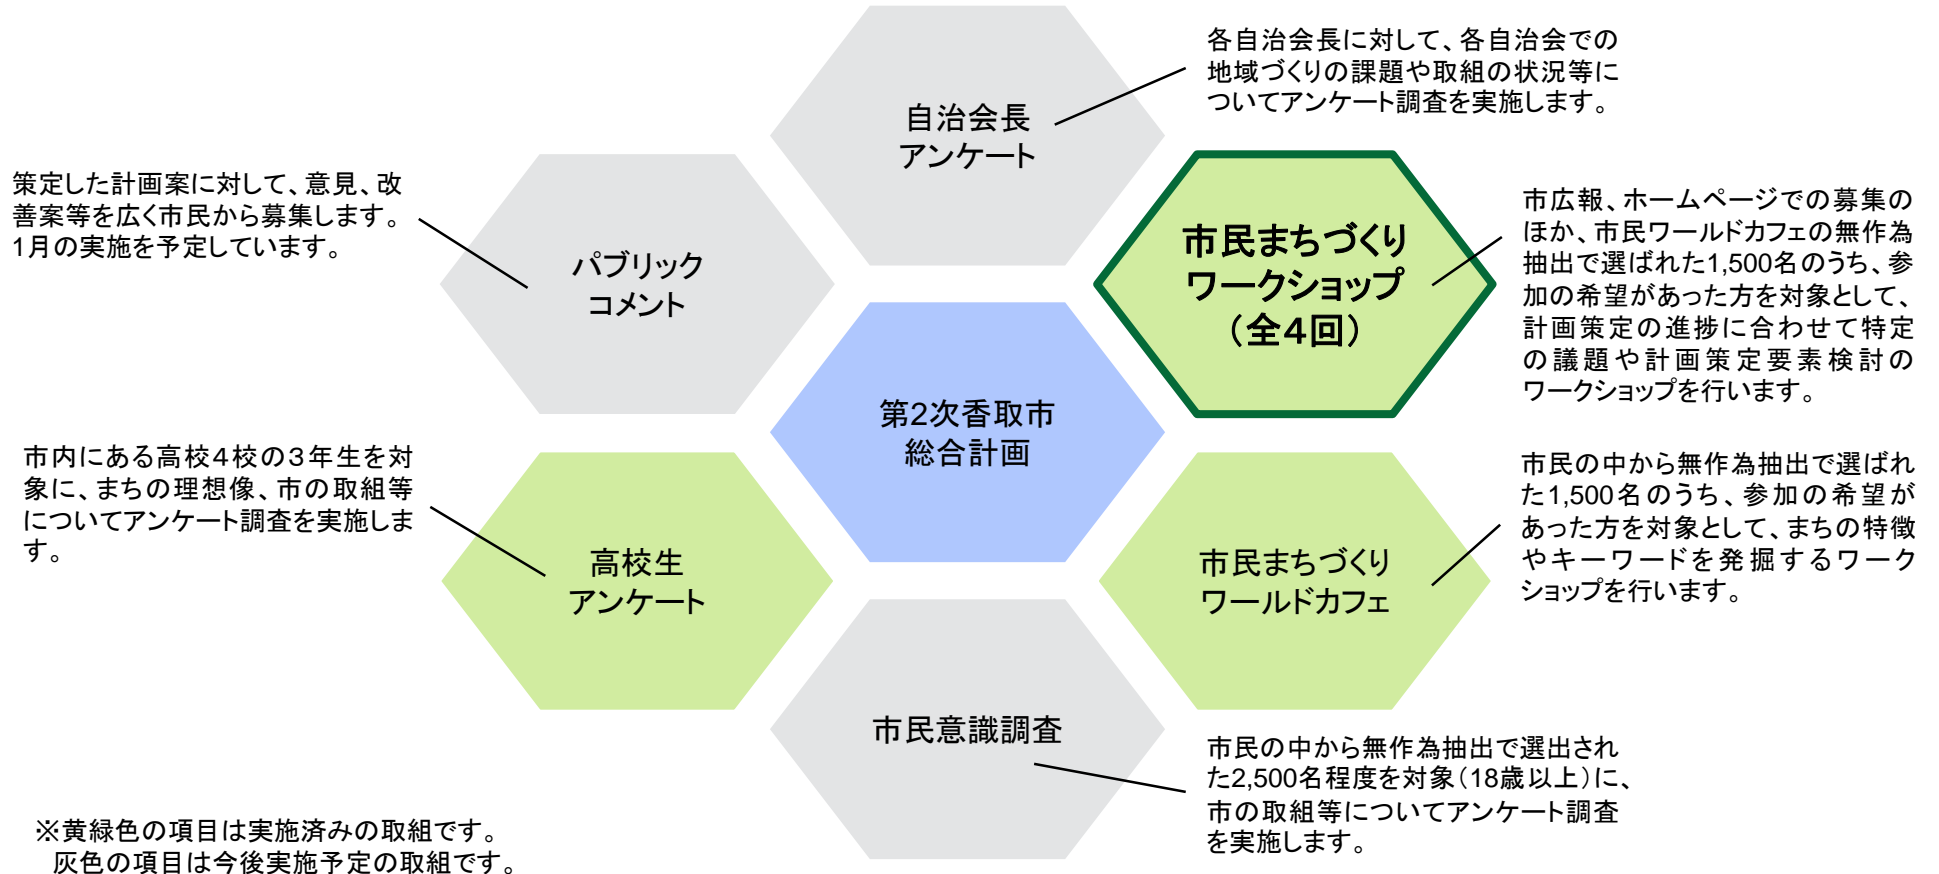 各自治会長に対して、各自治会での
地域づくりの課題や取組の状況等に
ついてアンケート調査を実施します。
自治会長
アンケート
策定した計画案に対して、意見、改
善案等を広く市民から募集します。
1月の実施を予定しています。
パブリック
コメント
市民まちづくり
ワークショップ
（全４回）
市広報、ホームページでの募集の
ほか、市民ワールドカフェの無作為
抽出で選ばれた1,500名のうち、参
加の希望があった方を対象として、
計画策定の進捗に合わせて特定
の議題や計画策定要素検討の
ワークショップを行います。
第2次香取市
総合計画
市内にある高校４校の３年生を対
象に、まちの理想像、市の取組等
についてアンケート調査を実施しま
す。
高校生
アンケート
市民まちづくり
ワールドカフェ
市民の中から無作為抽出で選ばれ
た1,500名のうち、参加の希望が
あった方を対象として、まちの特徴
やキーワードを発掘するワーク
ショップを行います。
市民意識調査
市民の中から無作為抽出で選出され
た2,500名程度を対象（18歳以上）に、
市の取組等についてアンケート調査
を実施します。
※黄緑色の項目は実施済みの取組です。
灰色の項目は今後実施予定の取組です。